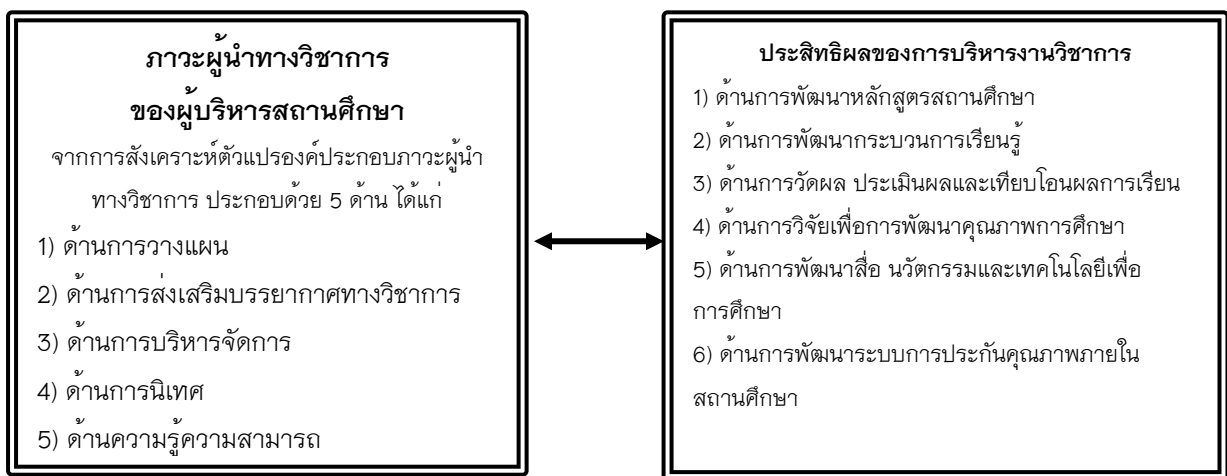 ภาวะผู้นำทางวิชาการ
ของผู้บริหารสถานศึกษา
จากการสังเคราะห์ตัวแปรองค์ประกอบภาวะผู้นำ
ทางวิชาการ ประกอบด้วย 5 ด้าน ได้แก่
1) ด้านการวางแผน
2) ด้านการส่งเสริมบรรยากาศทางวิชาการ
3) ด้านการบริหารจัดการ
4) ด้านการนิเทศ
5) ด้านความรู้ความสามารถ
ประสิทธิผลของการบริหารงานวิชาการ
1) ด้านการพัฒนาหลักสูตรสถานศึกษา
2) ด้านการพัฒนากระบวนการเรียนรู้
3) ด้านการวัดผล ประเมินผลและเทียบโอนผลการเรียน
4) ด้านการวิจัยเพื่อการพัฒนาคุณภาพการศึกษา
5) ด้านการพัฒนาสื่อ นวัตกรรมและเทคโนโลยีเพื่อ
การศึกษา
6) ด้านการพัฒนาระบบการประกันคุณภาพภายใน
สถานศึกษา